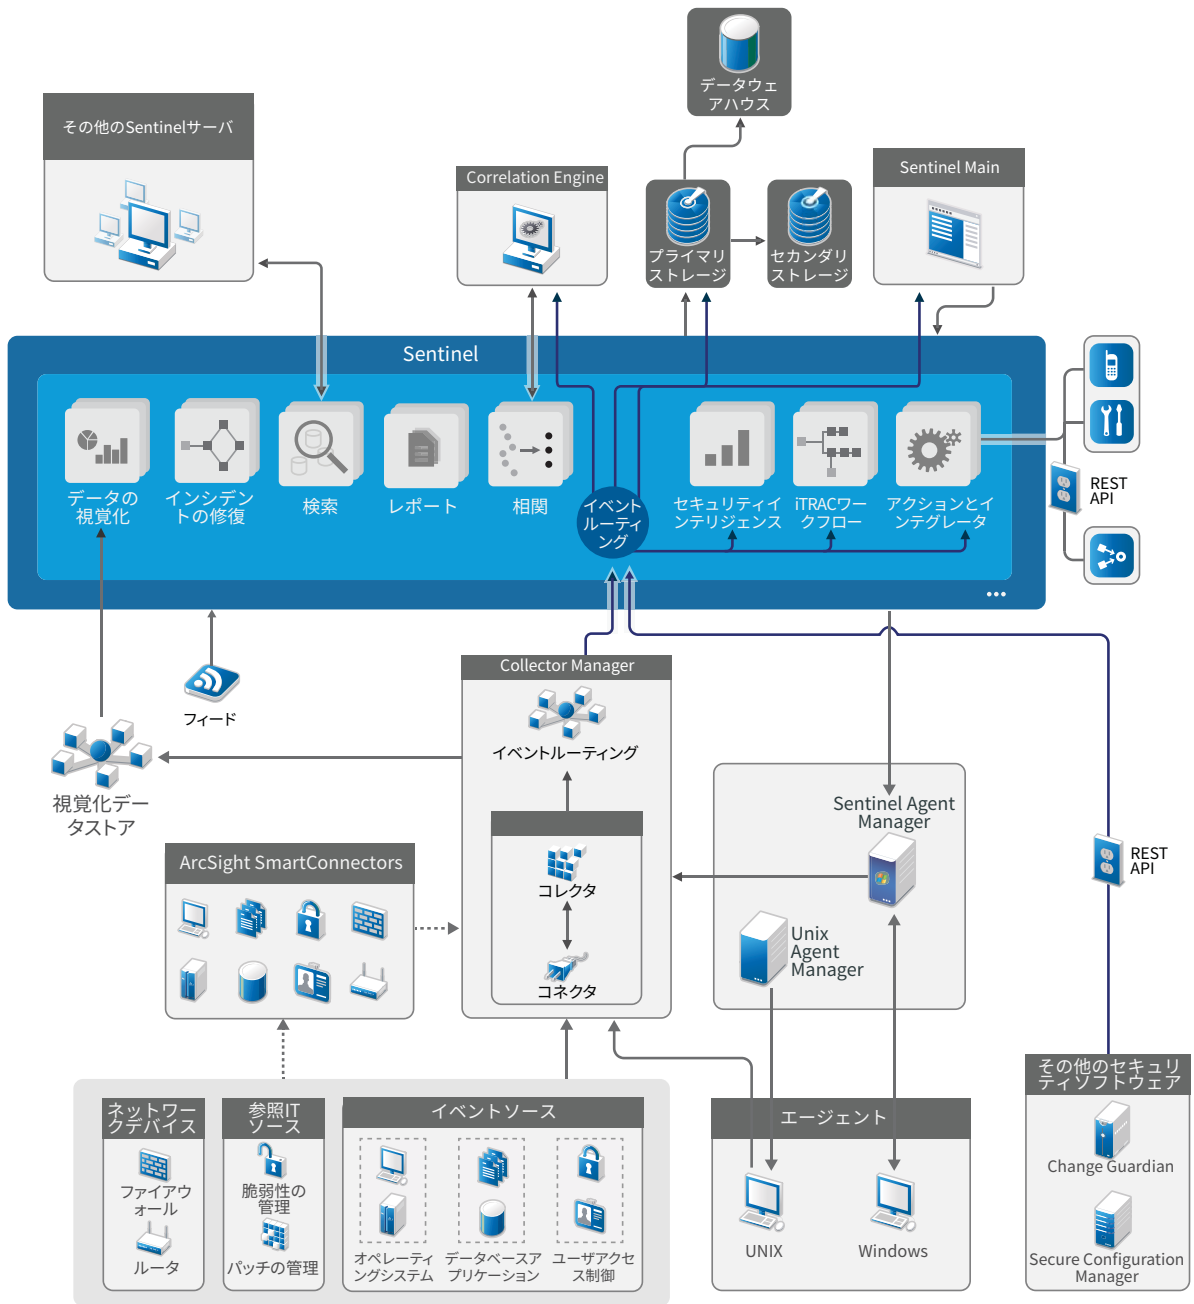 データウェ
アハウス
その他のSentinelサーバ
Correlation Engine
プライマリ
ストレージ
セカンダリ
ストレージ
Sentinel Main
Sentinel
データの
視覚化
インシデン
トの修復
検索
レポート
相関
イベント
ルーティ
ング
セキュリティイ
ンテリジェンス
iTRACワー
クフロー
アクションとイ
ンテグレータ
REST
API
フィード
視覚化デー
タストア
Collector Manager
イベントルーティング
コレクタ
コネクタ
ArcSight SmartConnectors
Sentinel Agent
Manager
Unix
Agent
Manager
REST
API
ネットワー
クデバイス
ファイアウ
ォール
ルータ
参照IT
ソース
脆弱性の
管理
パッチの管理
イベントソース
オペレーティ
ングシステム
データベースア
プリケーション
ユーザアクセ
ス制御
エージェント
UNIX
Windows
その他のセキュリ
ティソフトウェア
Change Guardian
Secure Configuration
Manager